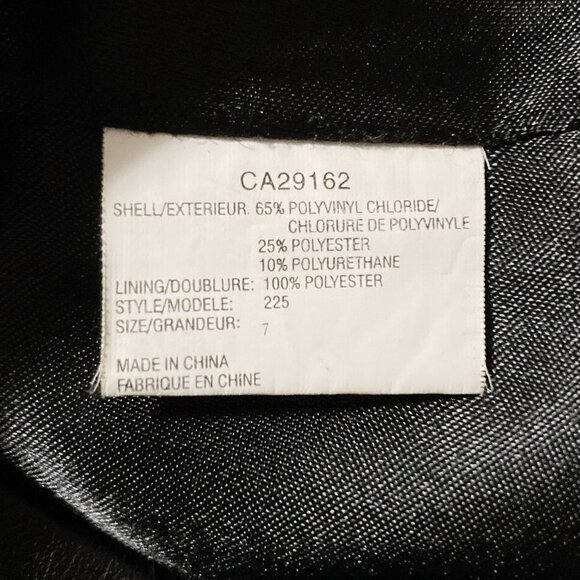 CA29162
SHELL/EXTERIEUR: 65% POLYVINYL CHLORIDE/
CHLORURE DE POLYVINYLE
25% POLYESTER
10% POLYURETHANE
LINING/DOUBLURE: 100% POLYESTER
STYLE/MODELE: 225
SIZE/GRANDEUR: 7
MADE IN CHINA
FABRIQUE EN CHINE